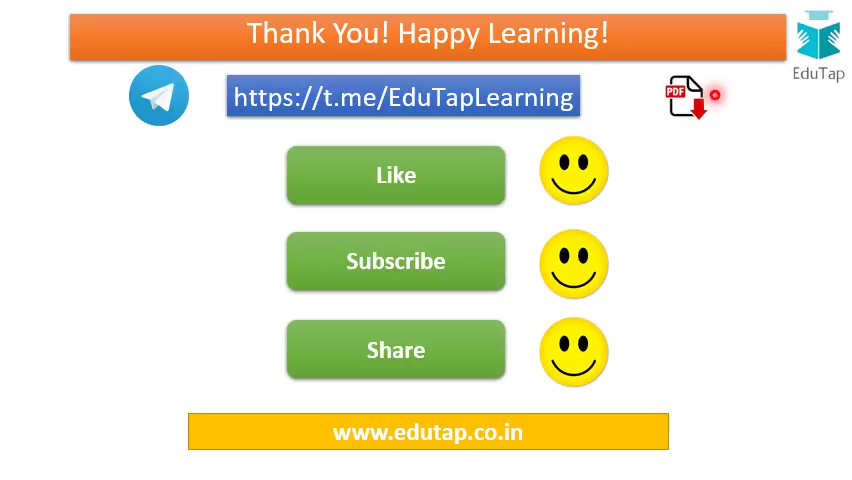 Thank You! Happy Learning!
EduTap
https://t.me/EduTapLearning
PDF
Like
Subscribe
Share
www.edutap.co.in